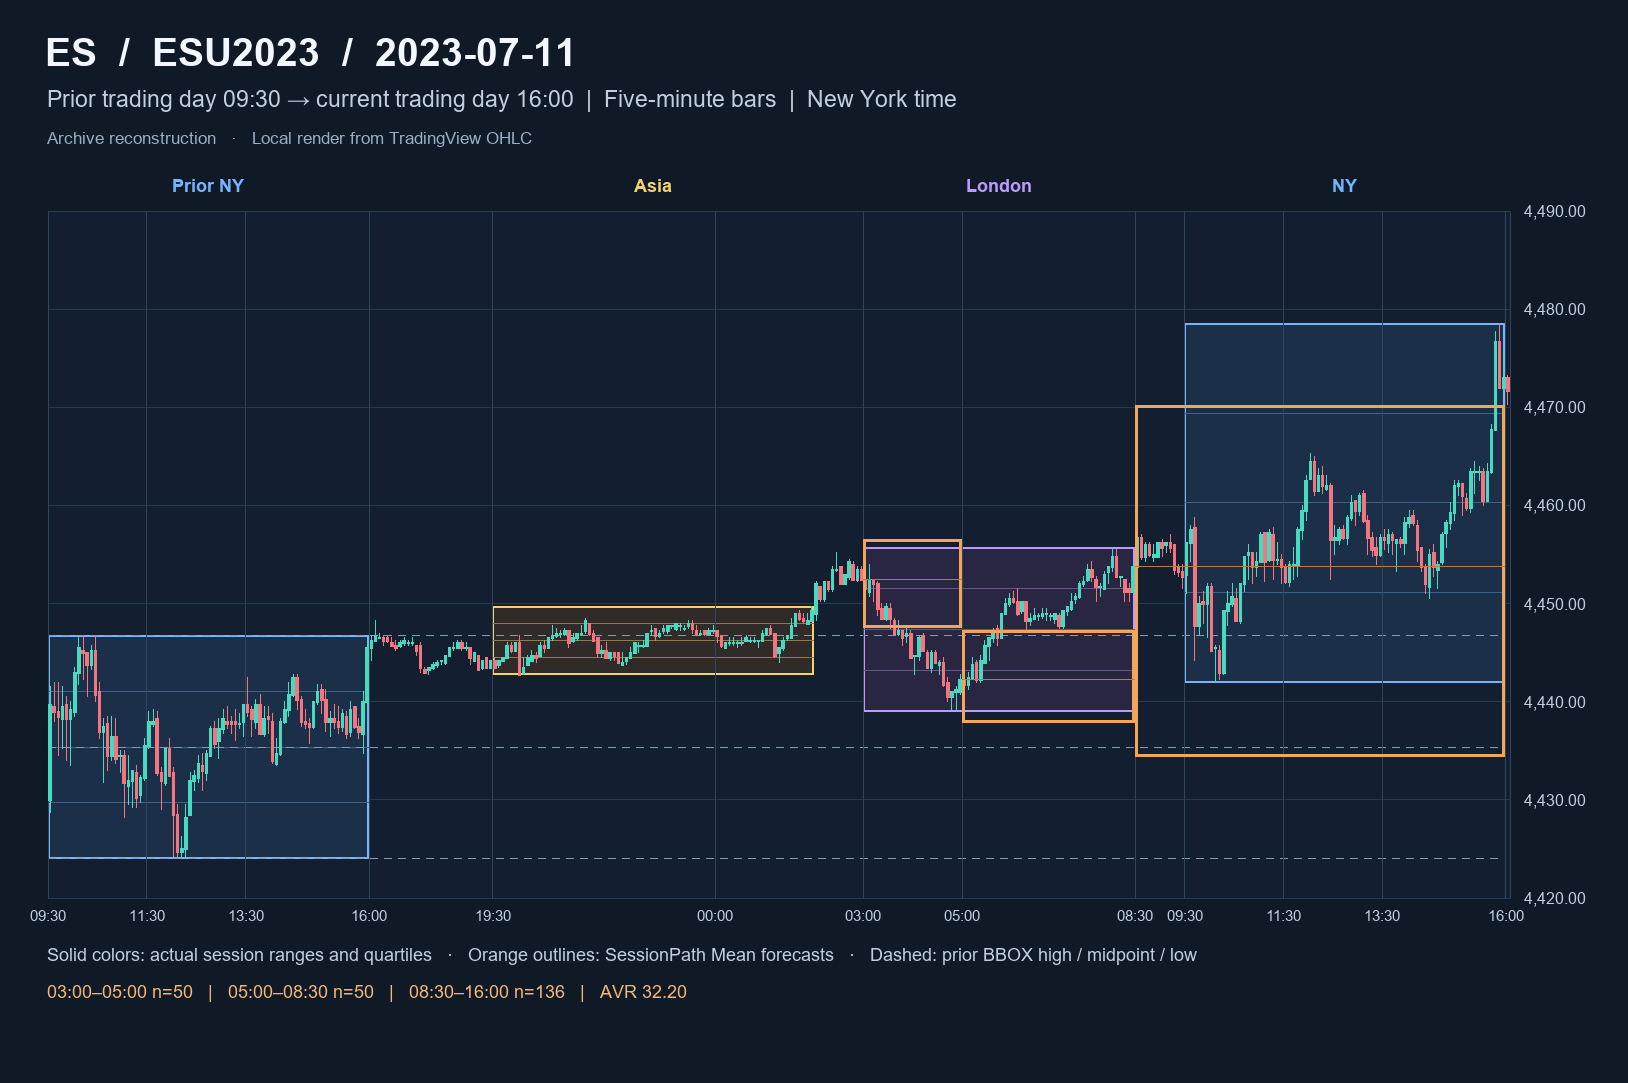 ES / ESU2023 / 2023-07-11
Prior trading day 09:30 → current trading day 16:00 | Five-minute bars | New York time
Archive reconstruction · Local render from TradingView OHLC
Prior NY Asia London NY
4,490.00
4,480.00
4,470.00
4,460.00
4,450.00
4,440.00
4,430.00
4,420.00
09:30 11:30 13:30 16:00 19:30 00:00 03:00 05:00 08:30 09:30 11:30 13:30 16:00
Solid colors: actual session ranges and quartiles · Orange outlines: SessionPath Mean forecasts · Dashed: prior BBOX high / midpoint / low
03:00–05:00 n=50 | 05:00–08:30 n=50 | 08:30–16:00 n=136 | AVR 32.20